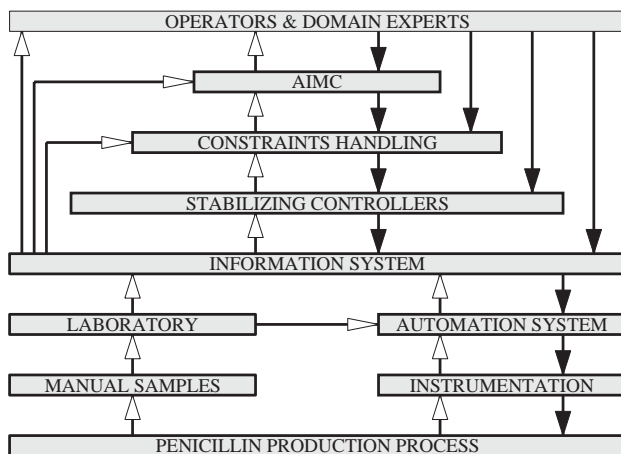 OPERATORS & DOMAIN EXPERTS
AIMC
CONSTRAINTS HANDLING
STABILIZING CONTROLLERS
INFORMATION SYSTEM
LABORATORY
AUTOMATION SYSTEM
MANUAL SAMPLES
INSTRUMENTATION
PENICILLIN PRODUCTION PROCESS